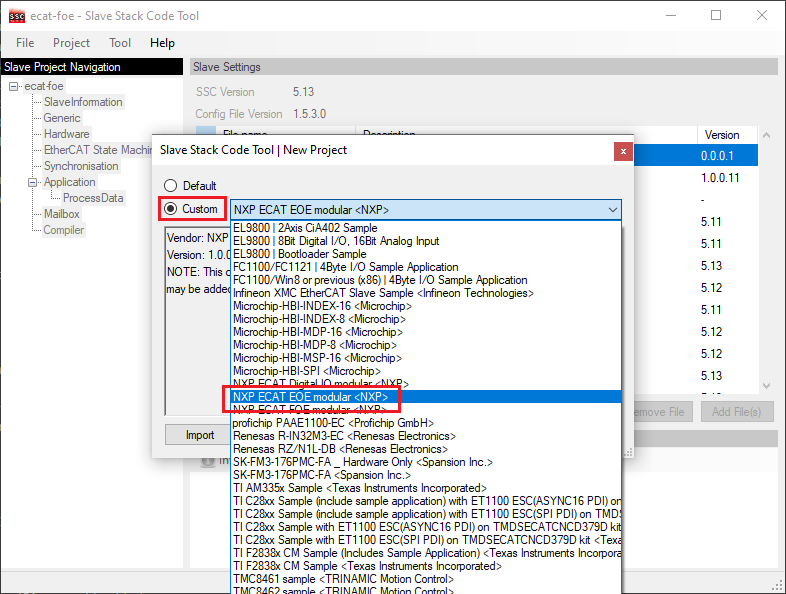 SSC ecat-foe - Slave Stack Code Tool
File Project Tool Help
Slave Project Navigation
ecat-foe
SlaveInformation
Generic
Hardware
EtherCAT State Machin
Synchronisation
Application
ProcessData
Mailbox
Compiler
Slave Settings
SSC Version 5.13
Config File Version 1.5.3.0
File name Description Version
0.0.0.1
1.0.0.11
-
5.11
5.11
5.13
5.12
5.11
5.12
5.12
5.13
Remove File Add File(s)
Slave Stack Code Tool | New Project
x
Default
Custom NXP ECAT EOE modular <NXP>
Vendor: NXP
Version: 1.0.0
NOTE: This c
may be added
Import
EL9800 | 2Axis CiA402 Sample
EL9800 | 8Bit Digital I/O, 16Bit Analog Input
EL9800 | Bootloader Sample
FC1100/FC1121 | 4Byte I/O Sample Application
FC1100/Win8 or previous (x86) | 4Byte I/O Sample Application
Infineon XMC EtherCAT Slave Sample <Infineon Technologies>
Microchip-HBI-INDEX-16 <Microchip>
Microchip-HBI-INDEX-8 <Microchip>
Microchip-HBI-MDP-16 <Microchip>
Microchip-HBI-MDP-8 <Microchip>
Microchip-HBI-MSP-16 <Microchip>
Microchip-HBI-SPI <Microchip>
NXP ECAT Digital IO modular <NXP>
NXP ECAT EOE modular <NXP>
NXP ECAT FOE modular <NXP>
profichip PAAE1100-EC <Profichip GmbH>
Renesas R-IN32M3-EC <Renesas Electronics>
Renesas RZ/N1L-DB <Renesas Electronics>
SK-FM3-176PMC-FA _ Hardware Only <Spansion Inc.>
SK-FM3-176PMC-FA <Spansion Inc.>
TI AM335x Sample <Texas Instruments Incorporated>
TI C28xx Sample (include sample application) with ET1100 ESC(ASYNC16 PDI) on
TI C28xx Sample (include sample application) with ET1100 ESC(SPI PDI) on TMDS
TI C28xx Sample with ET1100 ESC(ASYNC16 PDI) on TMDSECATCNCD379D kit
TI C28xx Sample with ET1100 ESC(SPI PDI) on TMDSECATCNCD379D kit <Texa
TI F2838x CM Sample (Includes Sample Application) <Texas Instruments Incorpora
TI F2838x CM Sample <Texas Instruments Incorporated>
TMC8461 sample <TRINAMIC Motion Control>
TMC8462 sample <TRINAMIC Motion Control>